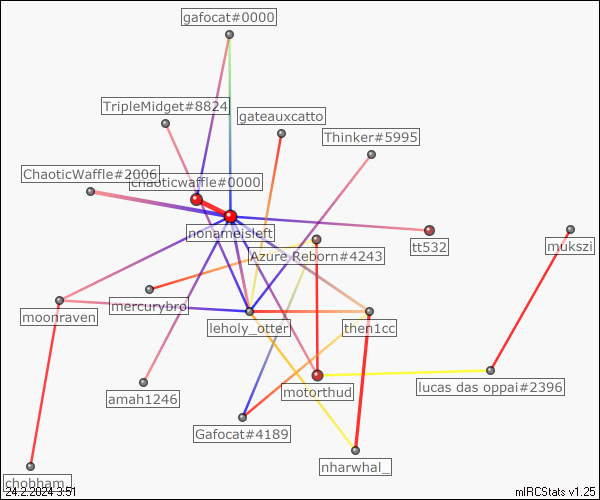 gafocat#0000
TripleMidget#8824
gateauxcatto
Thinker#5995
ChaoticWaffle#2006
chaoticwaffle#0000
nonameisleft
tt532
mukszi
Azure Reborn#4243
mercurybro
moonraven
leholy_otter
then1cc
motorthud
lucas das oppai#2396
amah1246
Gafocat#4189
nharwhal_
chobham_
24.2.2024 3:51
mIRCStats v1.25